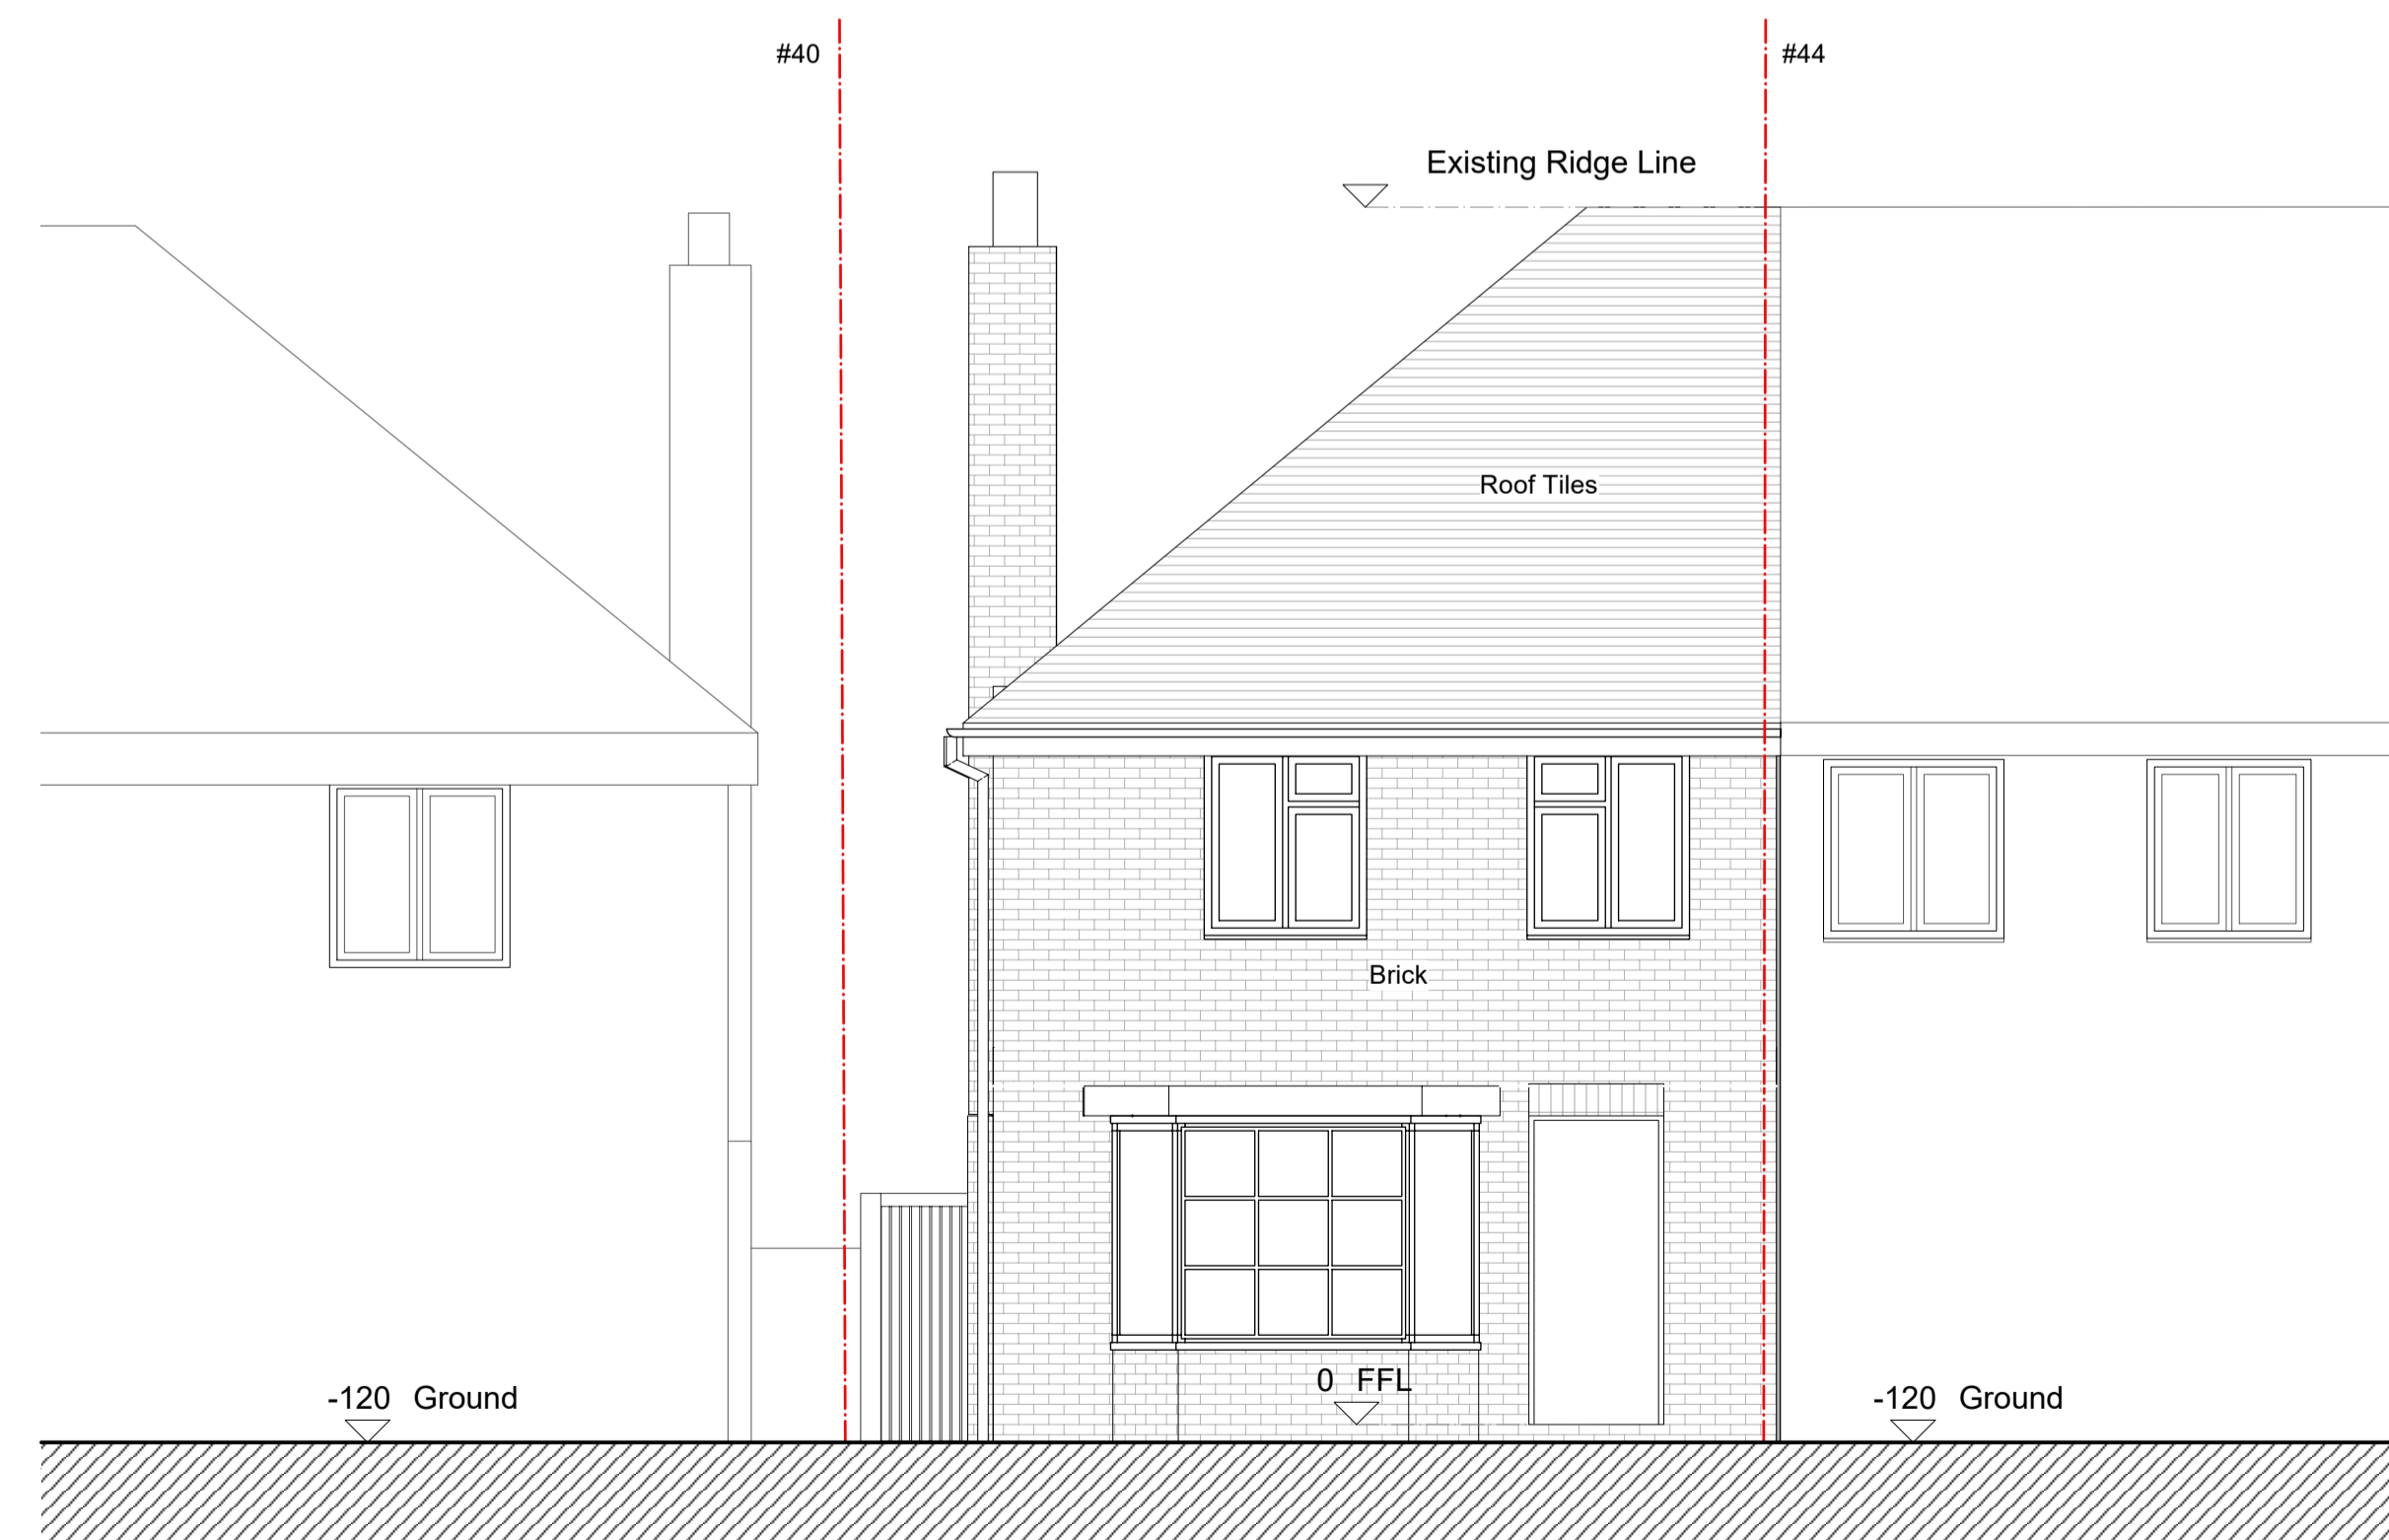 #40
#44
Existing Ridge Line
Roof Tiles
Brick
0 FFL
-120 Ground
-120 Ground